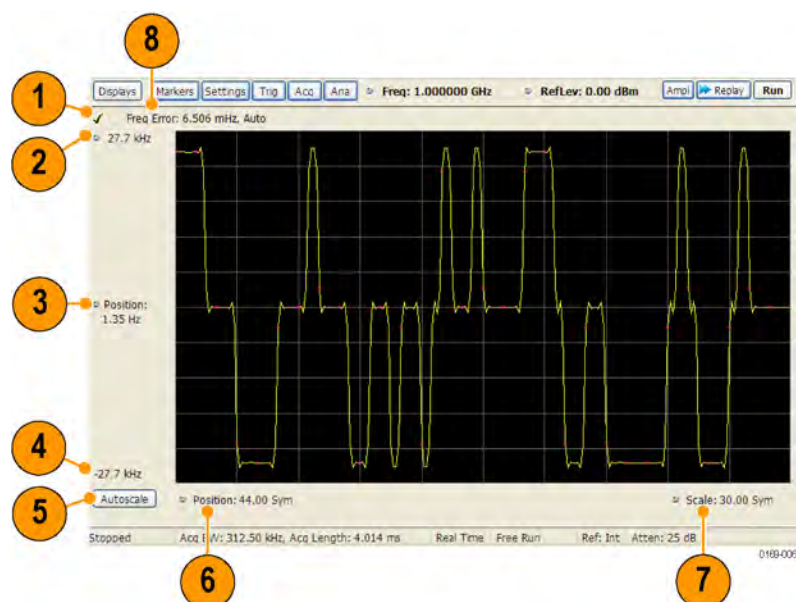 8
Displays Markers Settings Trig Acq Ana Freq: 1.000000 GHz RefLev: 0.00 dBm Ampl Replay Run
1
Freq Error: 6.506 mHz, Auto
2
27.7 kHz
3
Position:
1.35 Hz
4
-27.7 kHz
5
Autoscale
Position: 44.00 Sym Scale: 30.00 Sym
Stopped Acq BW: 312.50 kHz, Acq Length: 4.014 ms Real Time Free Run Ref: Int Atten: 25 dB
6
7